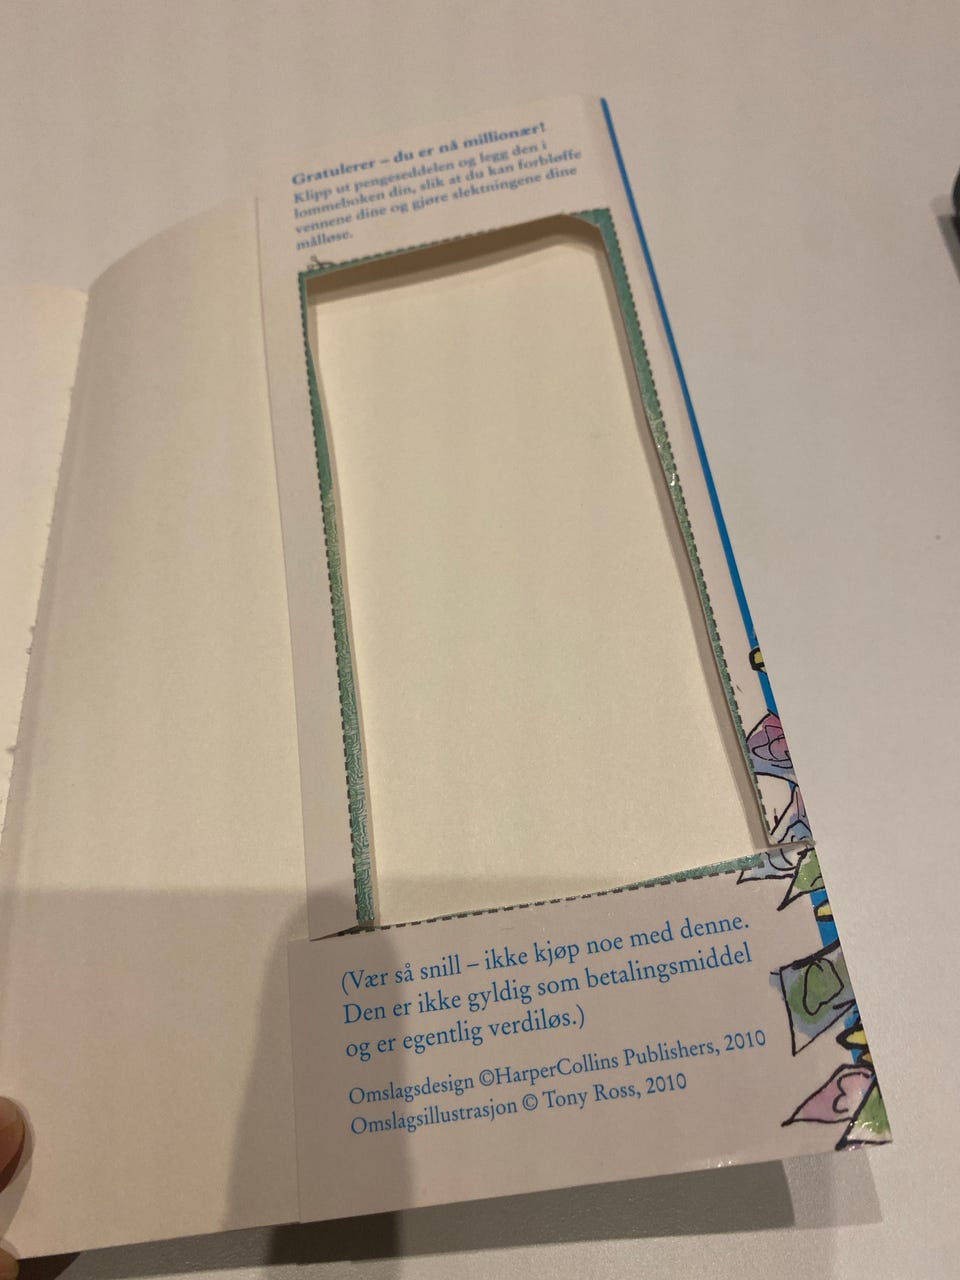 Gratulerer – du er nå millionær!
Klipp ut pengeseddelen og legg den i
lommeboken din, slik at du kan forbløffe
vennene dine og gjøre slektningene dine
målløse.
(Vær så snill – ikke kjøp noe med denne.
Den er ikke gyldig som betalingsmiddel
og er egentlig verdiløs.)
Omslagsdesign ©HarperCollins Publishers, 2010
Omslagsillustrasjon © Tony Ross, 2010